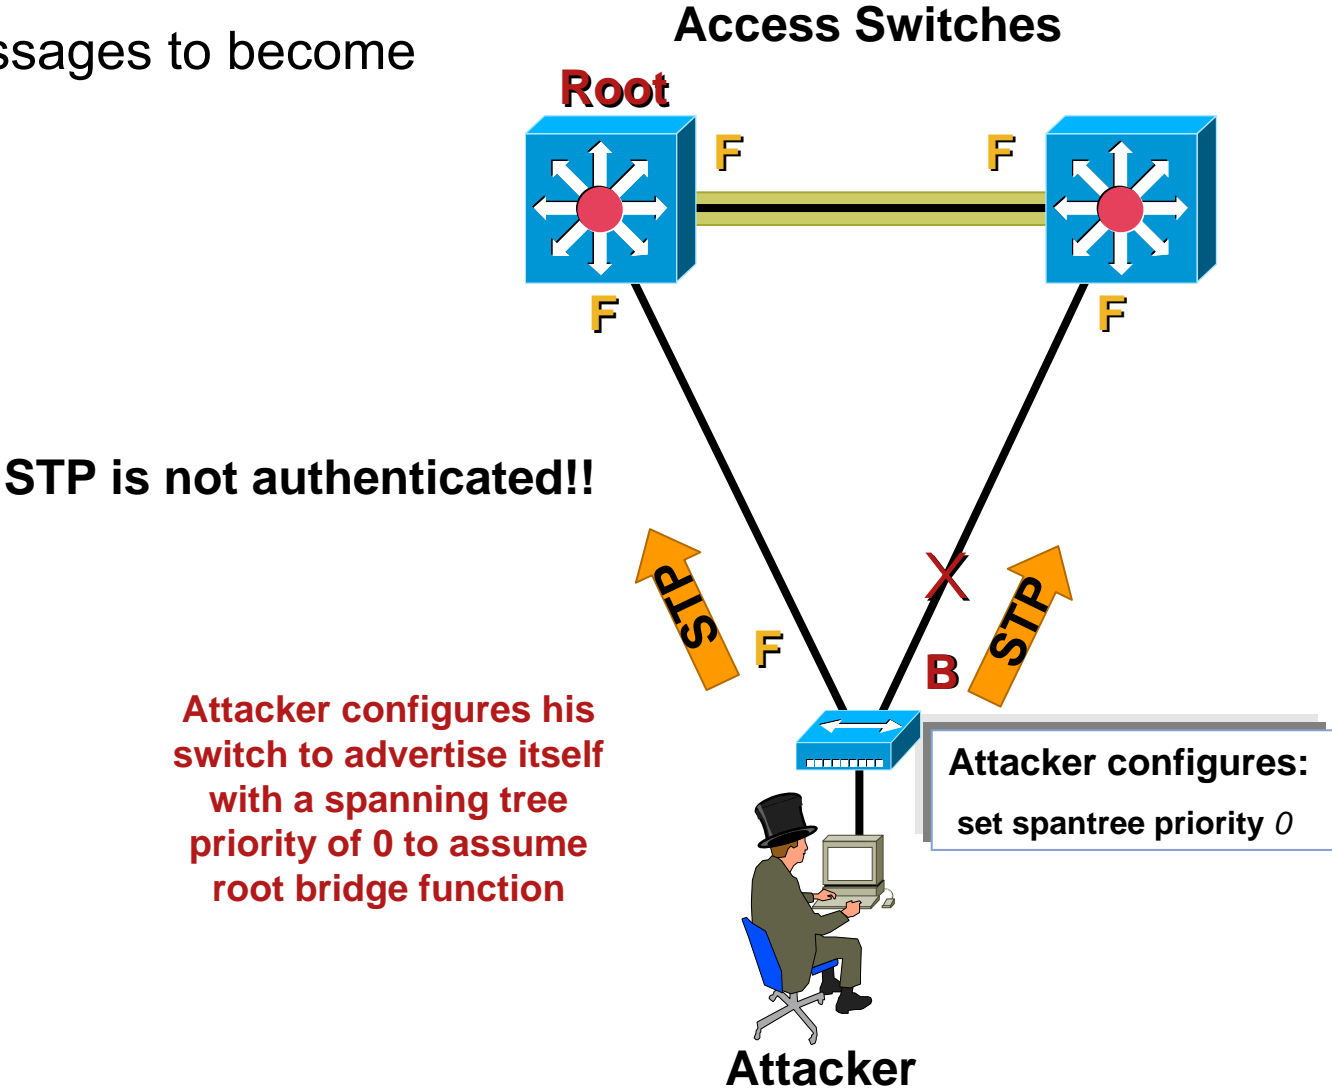 Access Switches
ssages to become
Root
F
F
F
F
STP is not authenticated!!
STP
STP
F
B
X
Attacker configures his
switch to advertise itself
with a spanning tree
priority of 0 to assume
root bridge function
Attacker configures:
set spantree priority 0
Attacker